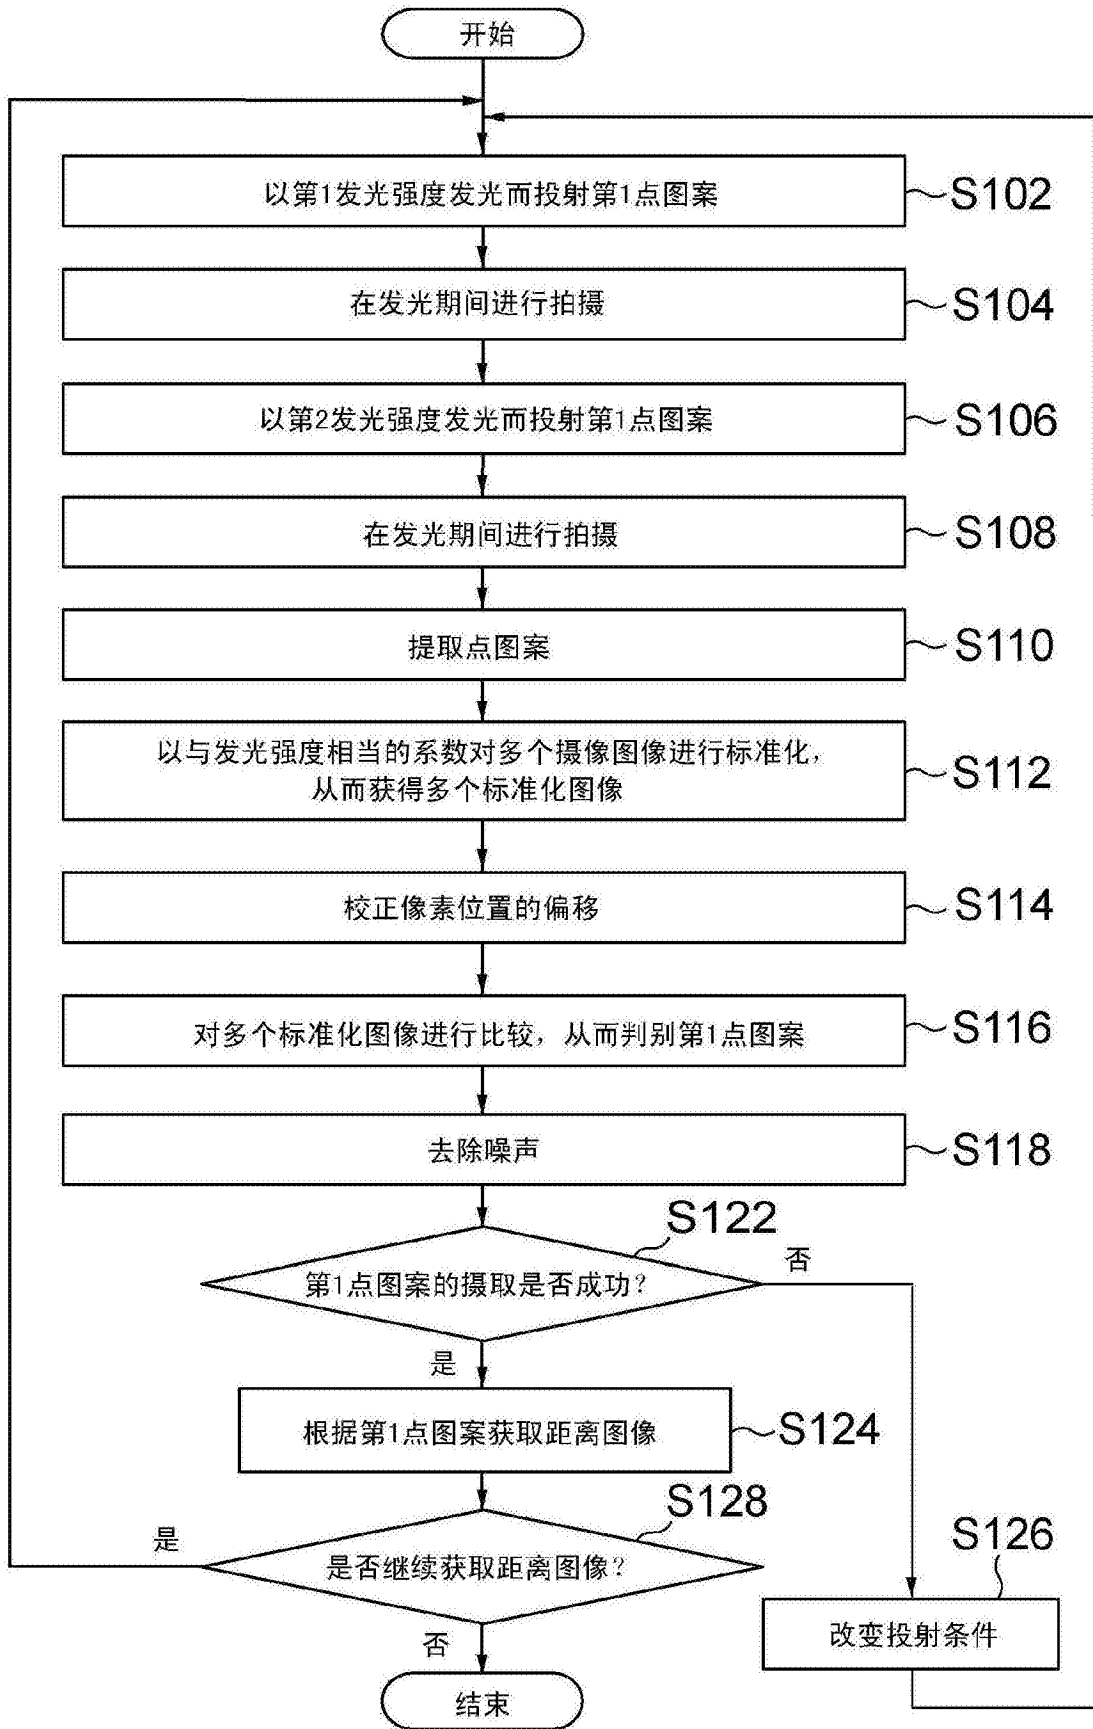 开始
以第1发光强度发光而投射第1点图案
S102
在发光期间进行拍摄
S104
以第2发光强度发光而投射第1点图案
S106
在发光期间进行拍摄
S108
提取点图案
S110
以与发光强度相当的系数对多个摄像图像进行标准化，
从而获得多个标准化图像
S112
校正像素位置的偏移
S114
对多个标准化图像进行比较，从而判别第1点图案
S116
去除噪声
S118
S122
第1点图案的摄取是否成功？
否
是
根据第1点图案获取距离图像
S124
S128
是
是否继续获取距离图像？
S126
改变投射条件
否
结束